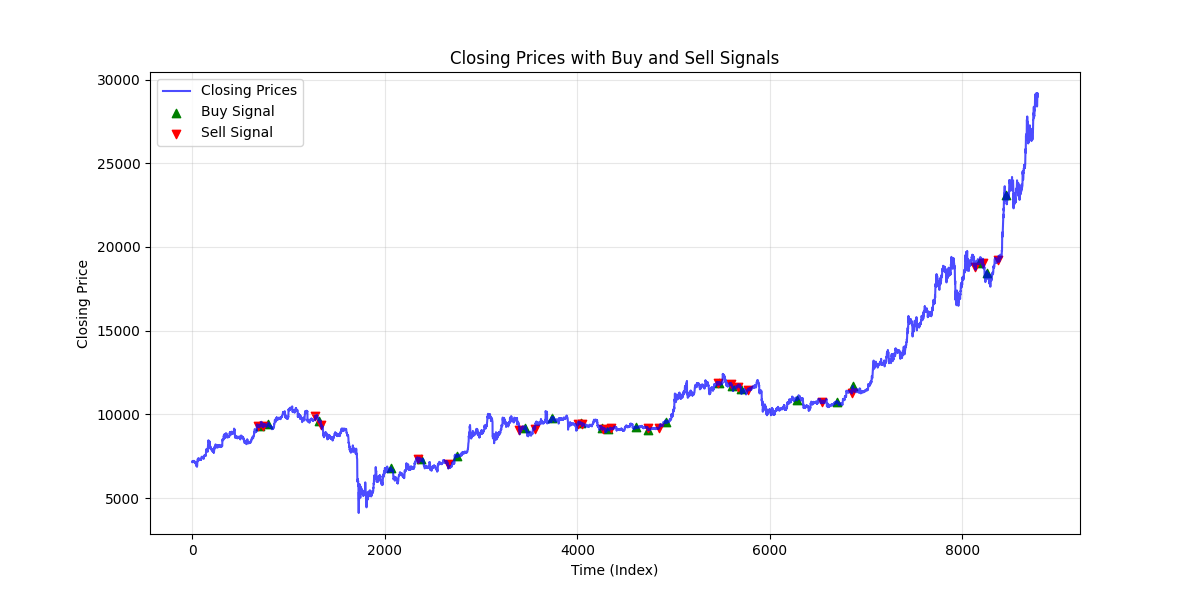 Closing Prices with Buy and Sell Signals
Closing Prices
Buy Signal
Sell Signal
30000
25000
20000
15000
10000
5000
Closing Price
0 2000 4000 6000 8000
Time (Index)